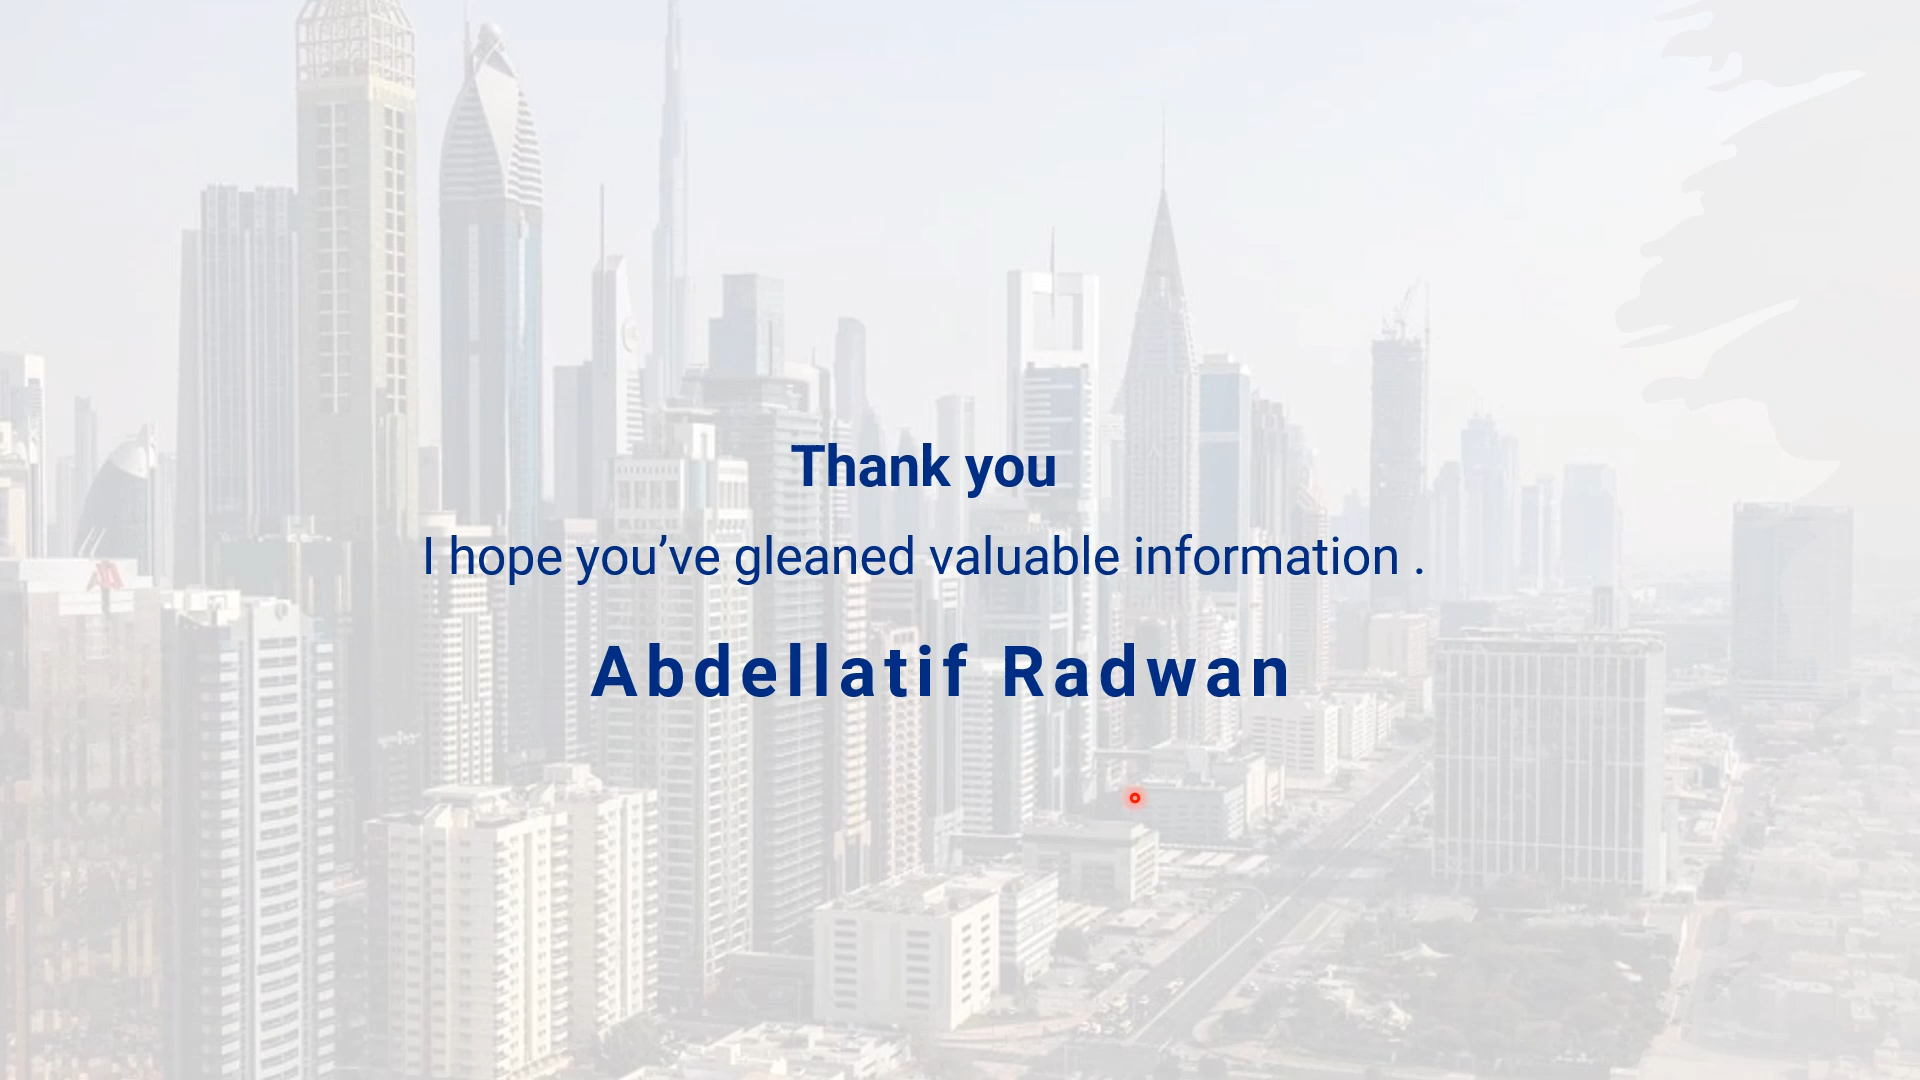 Thank you
I hope you’ve gleaned valuable information .
Abdellatif Radwan